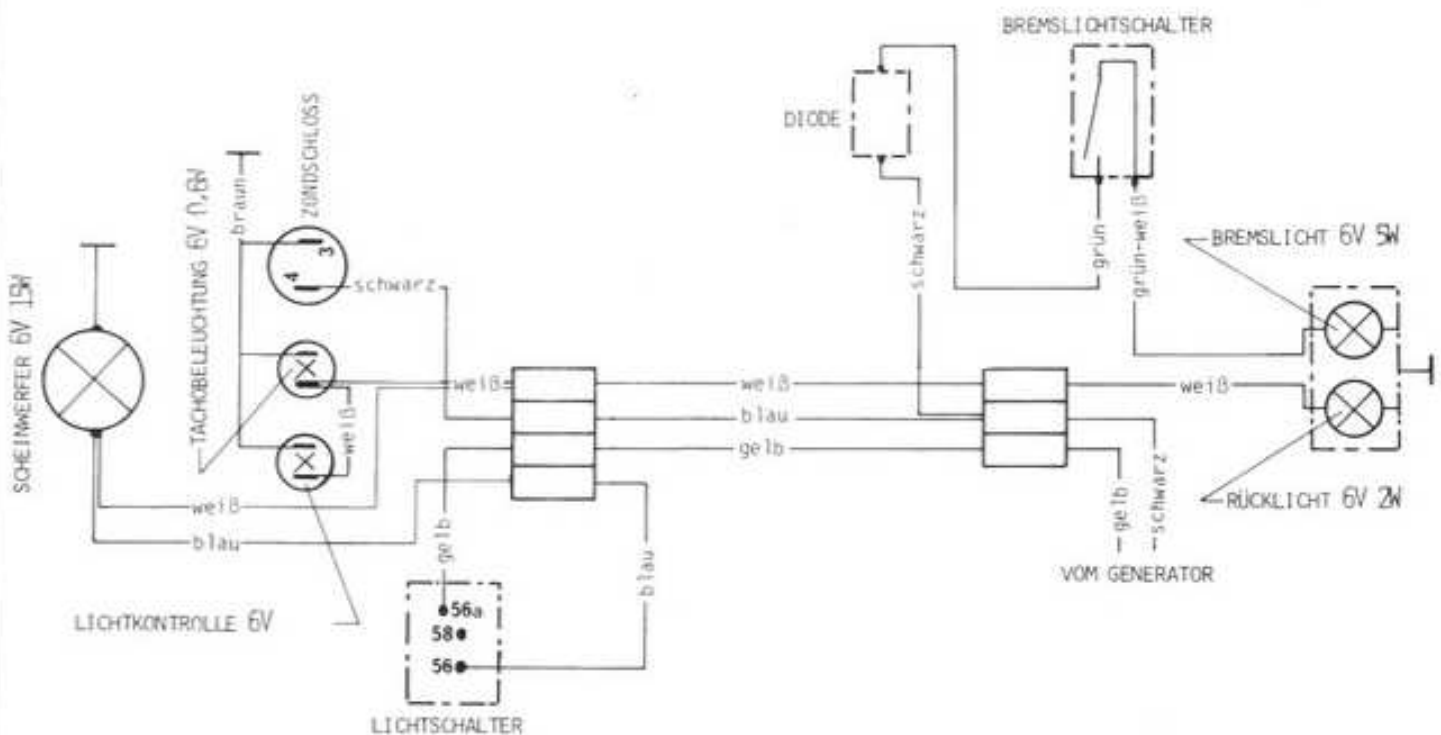 BREMSLICHTSCHALTER
DIODE
ZÜNDSCHLOSS
braun
TACHOBELEUCHTUNG 6V 0,6W
3
4
schwarz
SCHEINWERFER 6V 15W
schwarz
grün
grün-weiß
BREMSLICHT 6V 5W
weiß
weiß
weiß
weiß
blau
gelb
weiß
blau
gelb
blau
gelb
schwarz
RÜCKLICHT 6V 2W
VOM GENERATOR
LICHTKONTROLLE 6V
56a
58
56
LICHTSCHALTER